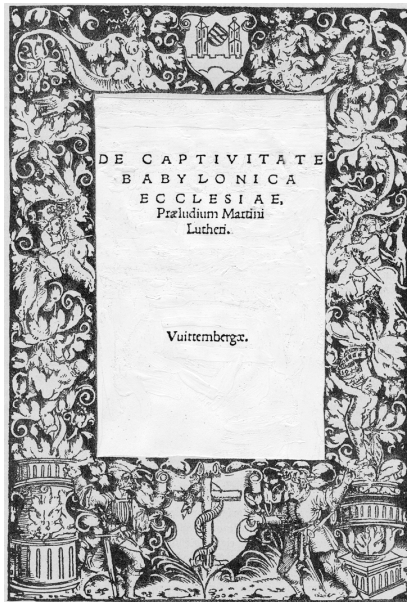 DE CAPTIVITATE
BABYLONICA
ECCLESIAE,
Præludium Martini
Lutheri.
Vuittembergæ.